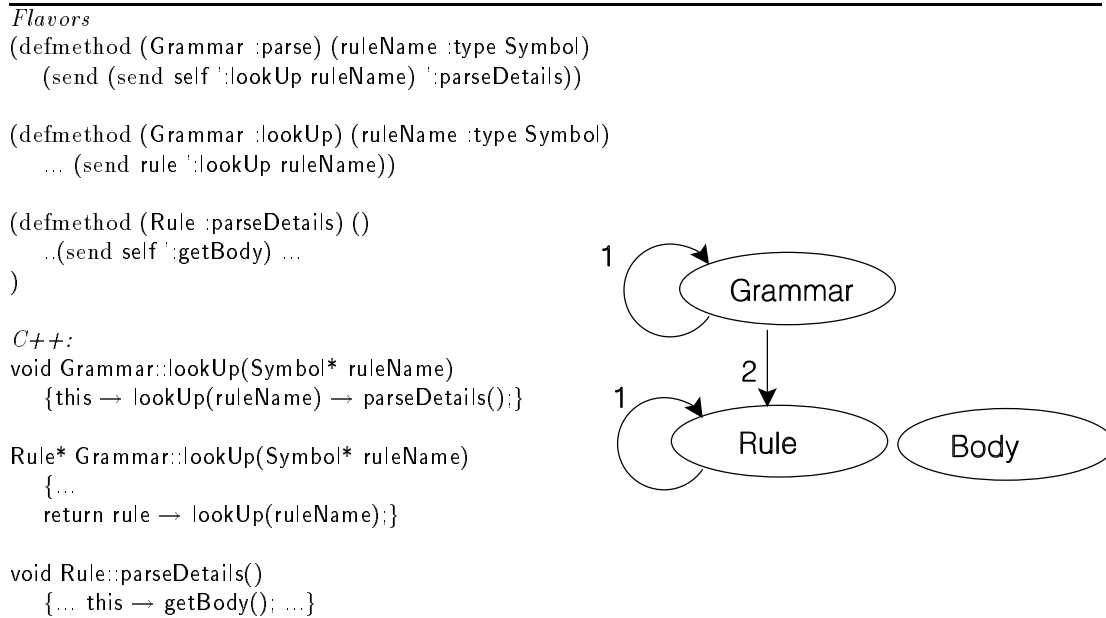 Flavors
(defmethod (Grammar :parse) (ruleName :type Symbol)
(send (send self ':lookUp ruleName) ':parseDetails))
(defmethod (Grammar :lookUp) (ruleName :type Symbol)
... (send rule ':lookUp ruleName))
(defmethod (Rule :parseDetails) ()
..(send self ':getBody) ...
)
C++:
void Grammar::lookUp(Symbol* ruleName)
{this → lookUp(ruleName) → parseDetails();}
Rule* Grammar::lookUp(Symbol* ruleName)
{...
return rule → lookUp(ruleName);}
void Rule::parseDetails()
{... this → getBody(); ...}
1
Grammar
2
1
Rule
Body